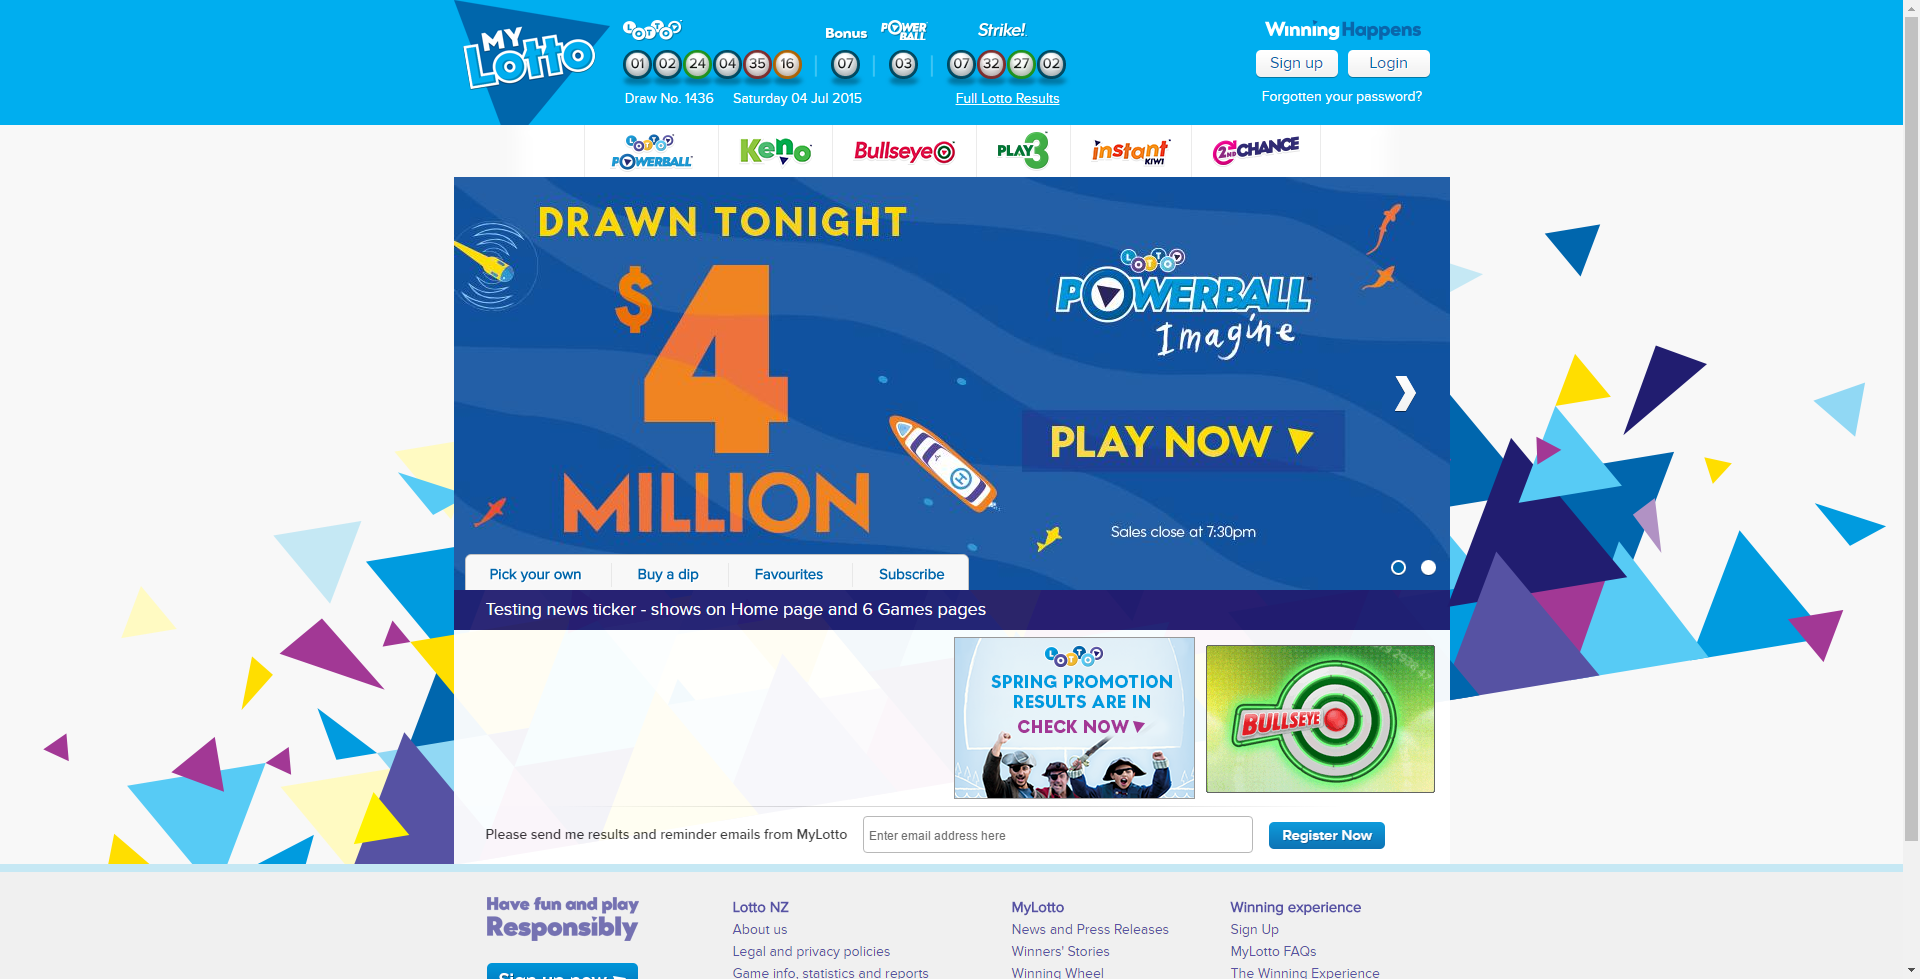 MY
LOTTO
LOTTO
01 02 24 04 35 16
Bonus
07
POWER
BALL
03
Strike!
07 32 27 02
Draw No. 1436 Saturday 04 Jul 2015
Full Lotto Results
Winning Happens
Sign up Login
Forgotten your password?
LOTTO
POWERBALL
Keno
Bullseye
PLAY 3
instant
KIWI
2ND CHANCE
DRAWN TONIGHT
$4
MILLION
LOTTO
POWERBALL
Imagine
PLAY NOW
H
Sales close at 7:30pm
Pick your own Buy a dip Favourites Subscribe
Testing news ticker - shows on Home page and 6 Games pages
LOTTO
SPRING PROMOTION
RESULTS ARE IN
CHECK NOW
BULLSEYE
Please send me results and reminder emails from MyLotto
Enter email address here
Register Now
Have fun and play
Responsibly
Sign up now
Lotto NZ
About us
Legal and privacy policies
Game info, statistics and reports
MyLotto
News and Press Releases
Winners' Stories
Winning Wheel
Winning experience
Sign Up
MyLotto FAQs
The Winning Experience